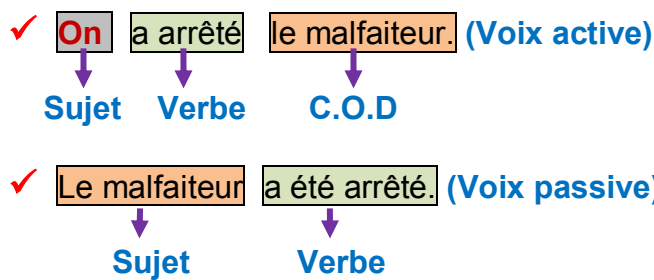 ✓ On a arrêté le malfaiteur. (Voix active)
Sujet Verbe C.O.D
✓ Le malfaiteur a été arrêté. (Voix passive)
Sujet Verbe